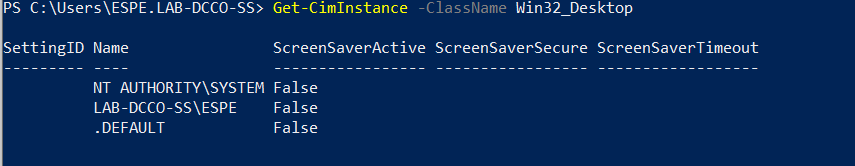 PS C:\Users\ESPE.LAB-DCCO-SS> Get-CimInstance -ClassName Win32_Desktop
SettingID Name                ScreenSaverActive ScreenSaverSecure ScreenSaverTimeout
--------- ----                ----------------- ----------------- ------------------
          NT AUTHORITY\SYSTEM False
          LAB-DCCO-SS\ESPE    False
          .DEFAULT            False